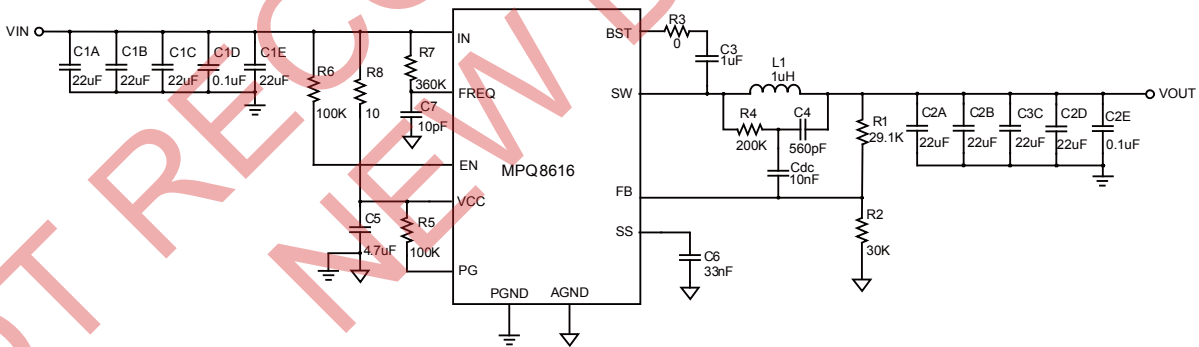 VIN
C1A
22uF
C1B
22uF
C1C
22uF
C1D
0.1uF
C1E
22uF
R6
100K
R8
10
R7
360K
C7
10pF
C5
4.7uF
R5
100K
IN
FREQ
EN
VCC
PG
MPQ8616
PGND
AGND
BST
SW
FB
SS
R3
0
C3
1uF
L1
1uH
R4
200K
C4
560pF
Cdc
10nF
R1
29.1K
R2
30K
C6
33nF
C2A
22uF
C2B
22uF
C3C
22uF
C2D
22uF
C2E
0.1uF
VOUT
NEW